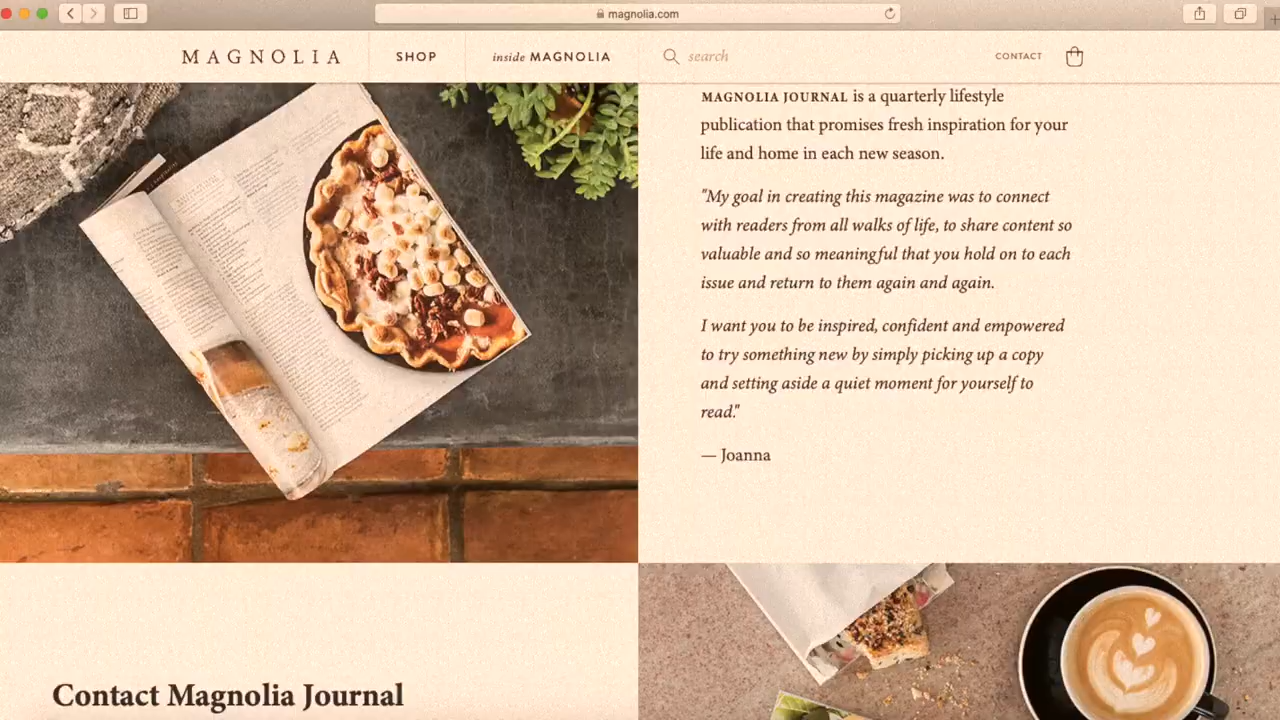 magnolia.com
MAGNOLIA
SHOP
inside MAGNOLIA
search
CONTACT
MAGNOLIA JOURNAL is a quarterly lifestyle
publication that promises fresh inspiration for your
life and home in each new season.
"My goal in creating this magazine was to connect
with readers from all walks of life, to share content so
valuable and so meaningful that you hold on to each
issue and return to them again and again.
I want you to be inspired, confident and empowered
to try something new by simply picking up a copy
and setting aside a quiet moment for yourself to
read."
— Joanna
Contact Magnolia Journal